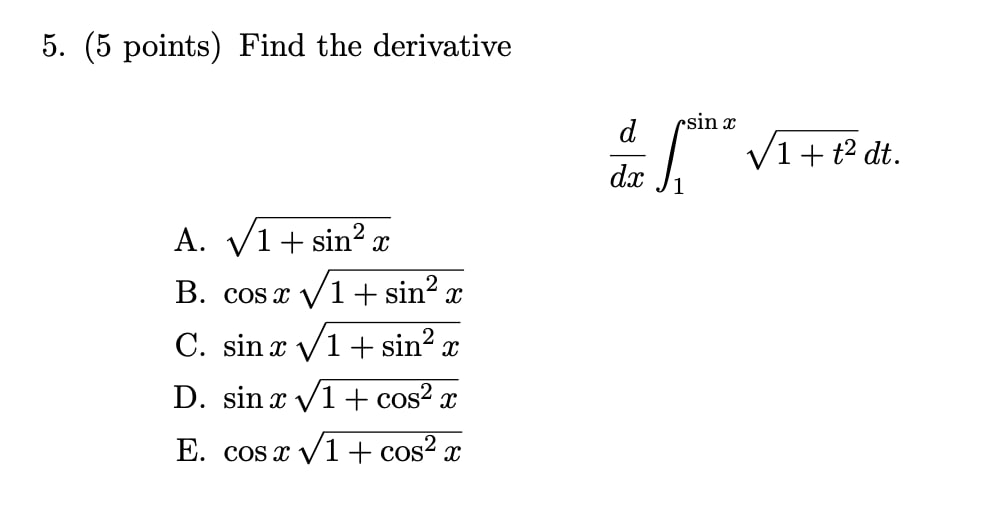 5. (5 points) Find the derivative
d/dx ∫₁^{sin x} √(1 + t²) dt.
A. √(1 + sin² x)
B. cos x √(1 + sin² x)
C. sin x √(1 + sin² x)
D. sin x √(1 + cos² x)
E. cos x √(1 + cos² x)